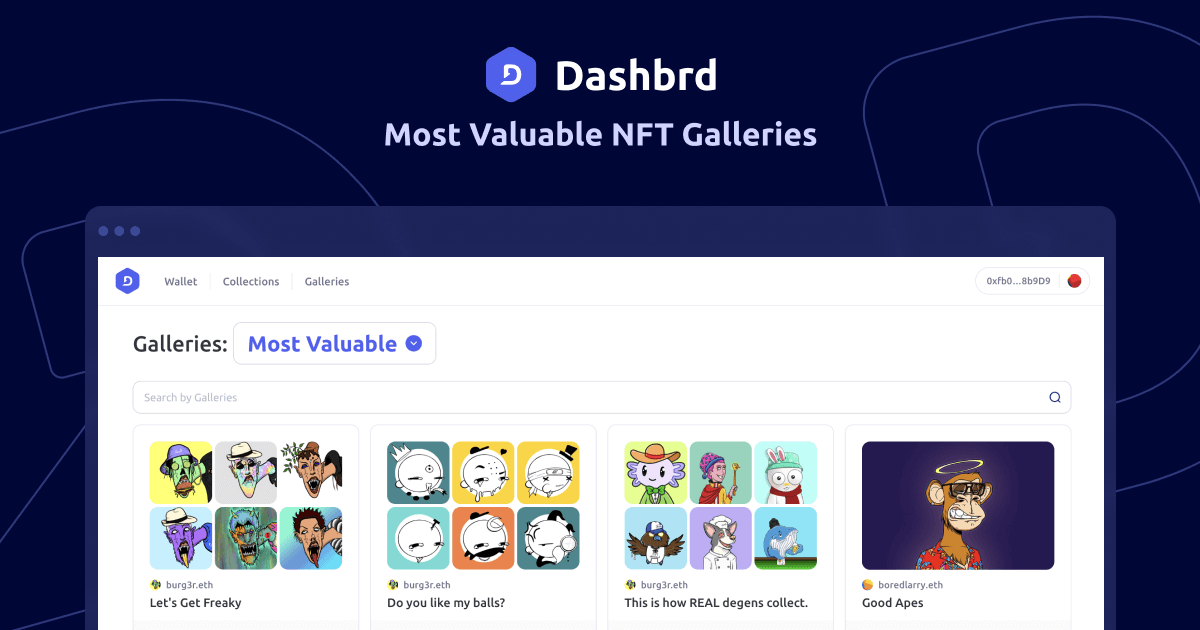 Dashbrd
Most Valuable NFT Galleries
Wallet
Collections
Galleries
0xfb0...8b9D9
Galleries:
Most Valuable
Search by Galleries
burg3r.eth
Let's Get Freaky
burg3r.eth
Do you like my balls?
burg3r.eth
This is how REAL degens collect.
boredlarry.eth
Good Apes